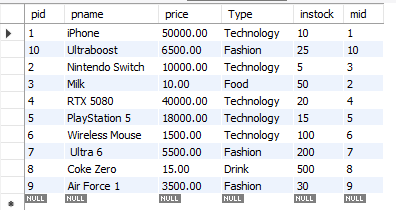 pid pname price Type instock mid
1 iPhone 50000.00 Technology 10 1
10 Ultraboost 6500.00 Fashion 25 10
2 Nintendo Switch 10000.00 Technology 5 3
3 Milk 10.00 Food 50 2
4 RTX 5080 40000.00 Technology 20 4
5 PlayStation 5 18000.00 Technology 15 5
6 Wireless Mouse 1500.00 Technology 100 6
7 Ultra 6 5500.00 Fashion 200 7
8 Coke Zero 15.00 Drink 500 8
9 Air Force 1 3500.00 Fashion 30 9
NULL NULL NULL NULL NULL NULL